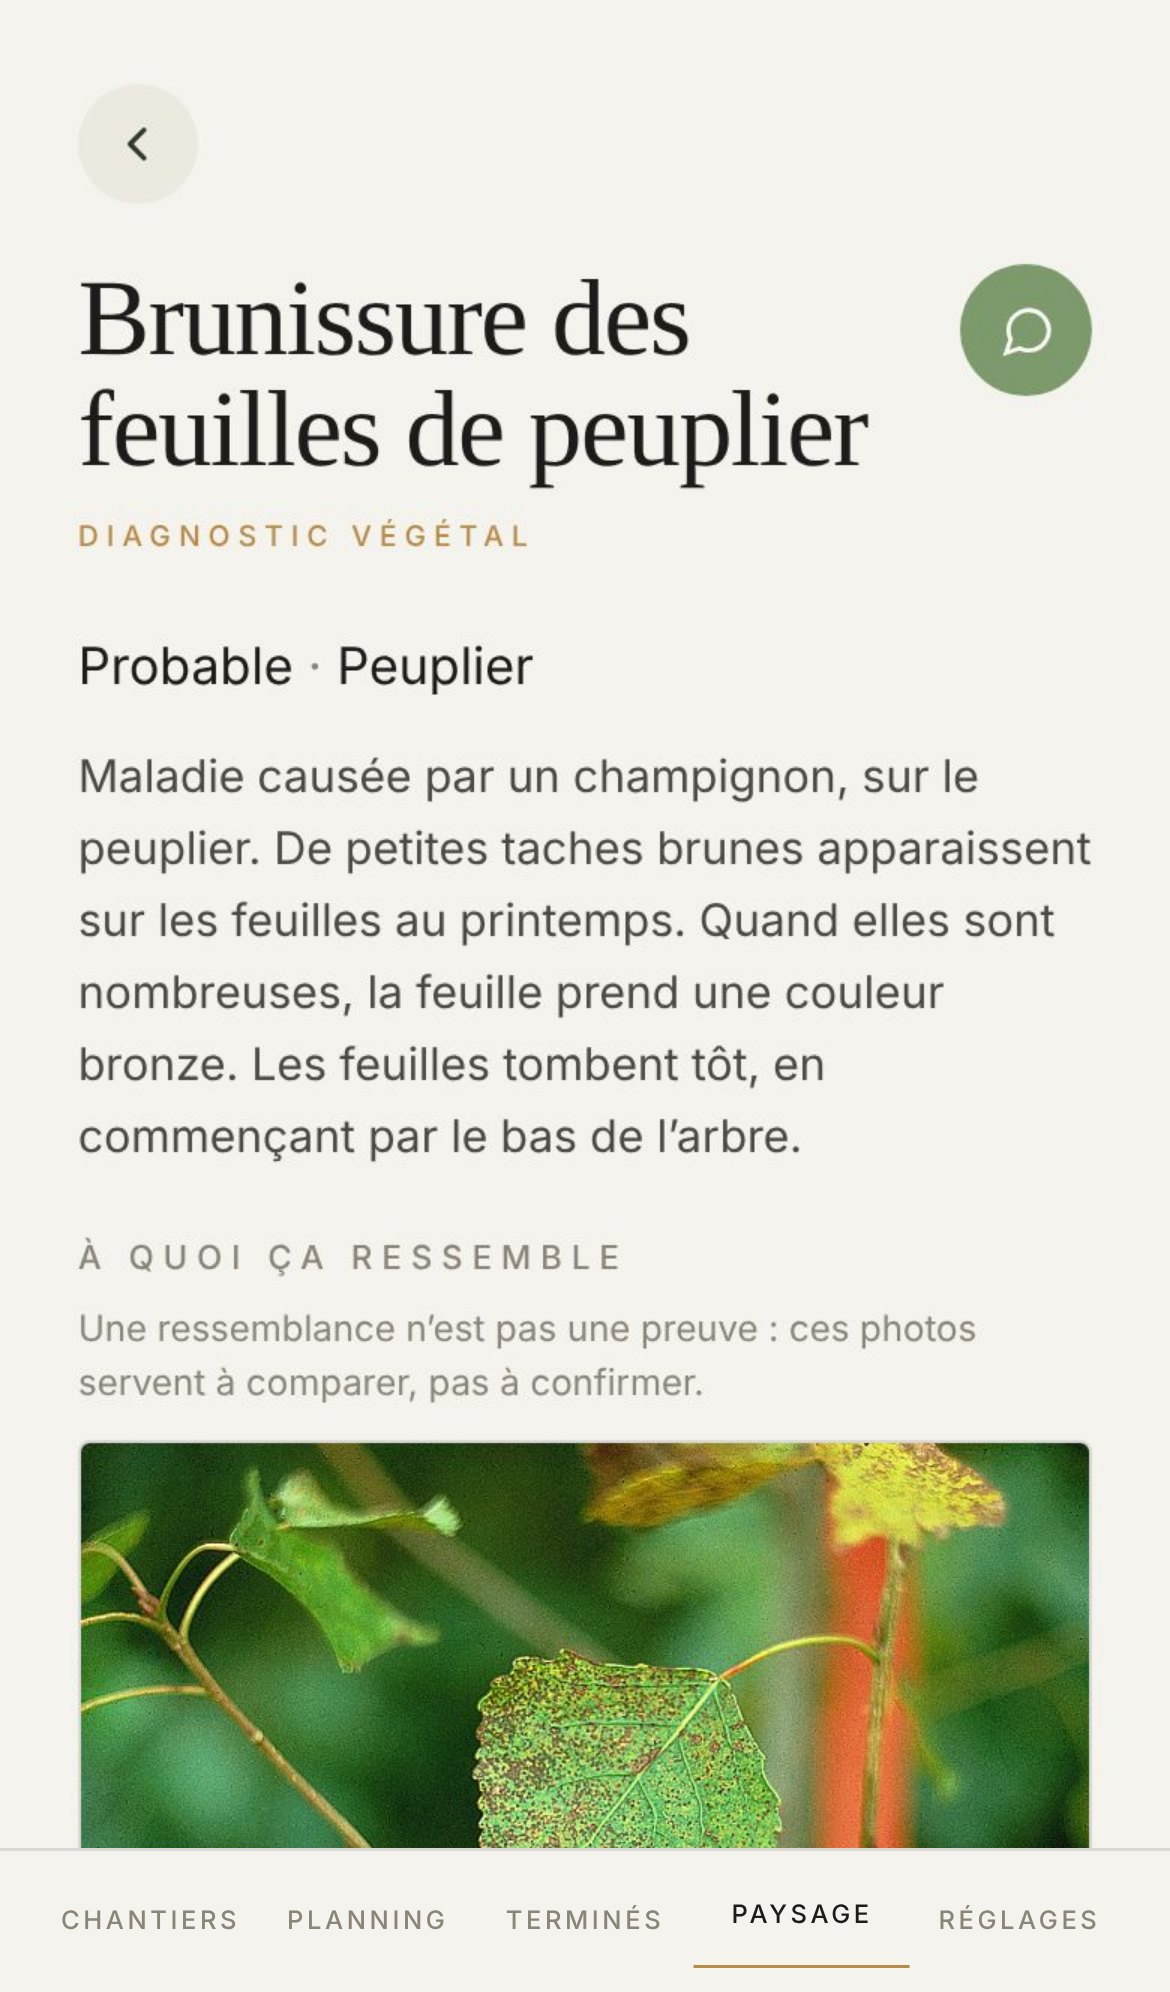 Brunissure des
feuilles de peuplier
DIAGNOSTIC VÉGÉTAL
Probable · Peuplier
Maladie causée par un champignon, sur le
peuplier. De petites taches brunes apparaissent
sur les feuilles au printemps. Quand elles sont
nombreuses, la feuille prend une couleur
bronze. Les feuilles tombent tôt, en
commençant par le bas de l’arbre.
À QUOI ÇA RESSEMBLE
Une ressemblance n’est pas une preuve : ces photos
servent à comparer, pas à confirmer.
CHANTIERS PLANNING TERMINÉS PAYSAGE RÉGLAGES